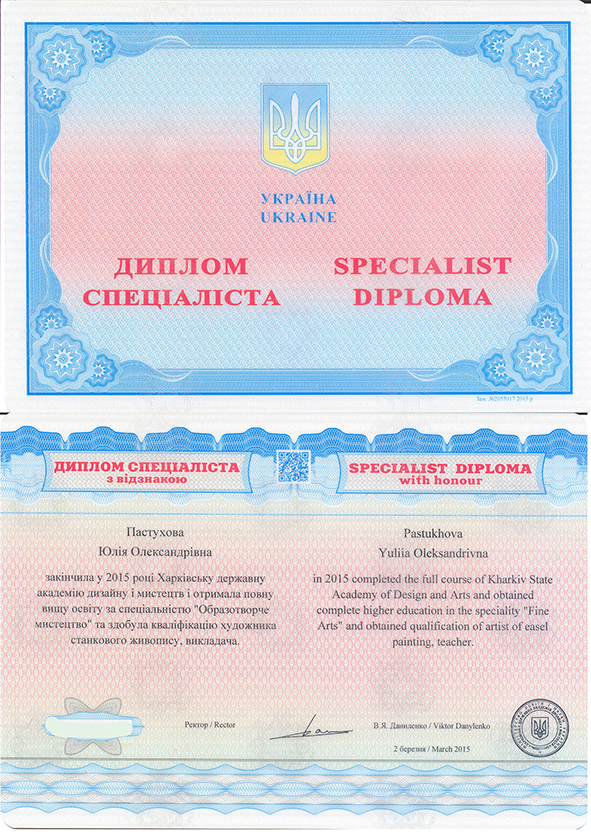 УКРАЇНА
UKRAINE
ДИПЛОМ
СПЕЦІАЛІСТА
SPECIALIST
DIPLOMA
Зам. №2055017 2015 р
ДИПЛОМ СПЕЦІАЛІСТА
з відзнакою
SPECIALIST DIPLOMA
with honour
Пастухова
Юлія Олександрівна
закінчила у 2015 році Харківську державну
академію дизайну і мистецтв і отримала повну
вищу освіту за спеціальністю "Образотворче
мистецтво" та здобула кваліфікацію художника
станкового живопису, викладача.
Pastukhova
Yuliia Oleksandrivna
in 2015 completed the full course of Kharkiv State
Academy of Design and Arts and obtained
complete higher education in the speciality "Fine
Arts" and obtained qualification of artist of easel
painting, teacher.
Ректор / Rector
В.Я. Даниленко / Viktor Danylenko
2 березня / March 2015